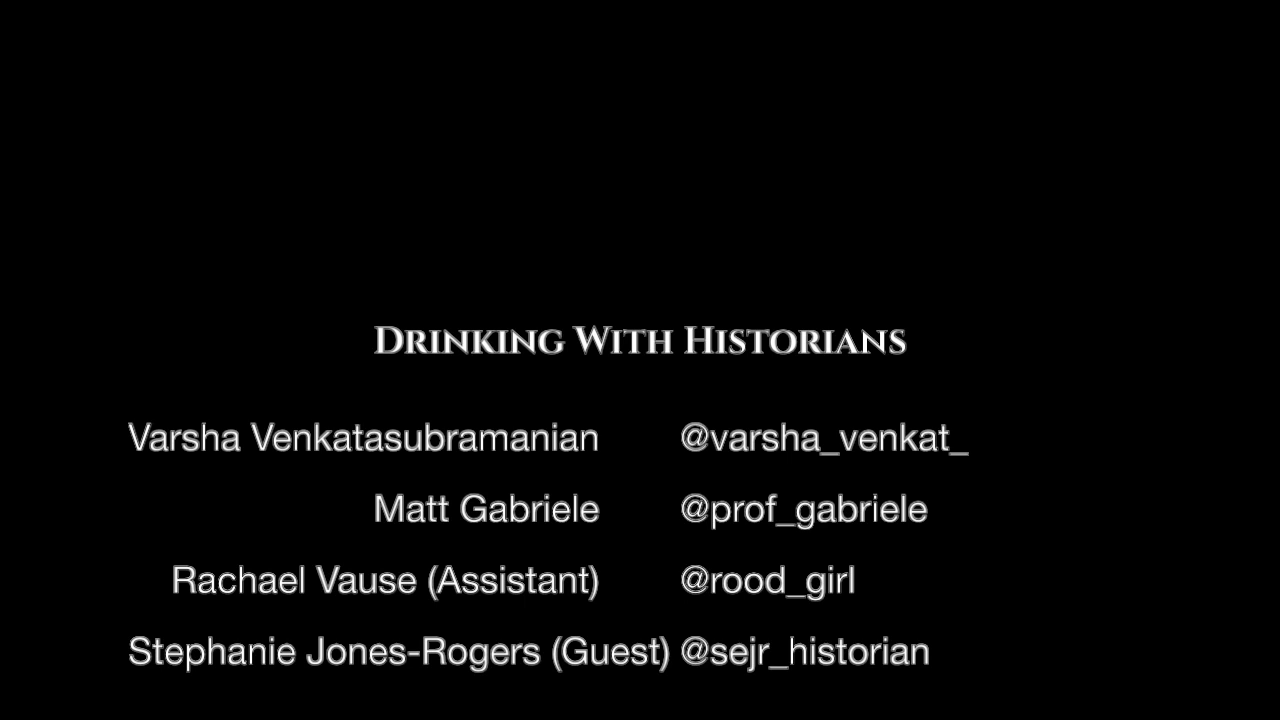 Drinking With Historians
Varsha Venkatasubramanian @varsha_venkat_
Matt Gabriele @prof_gabriele
Rachael Vause (Assistant) @rood_girl
Stephanie Jones-Rogers (Guest) @sejr_historian